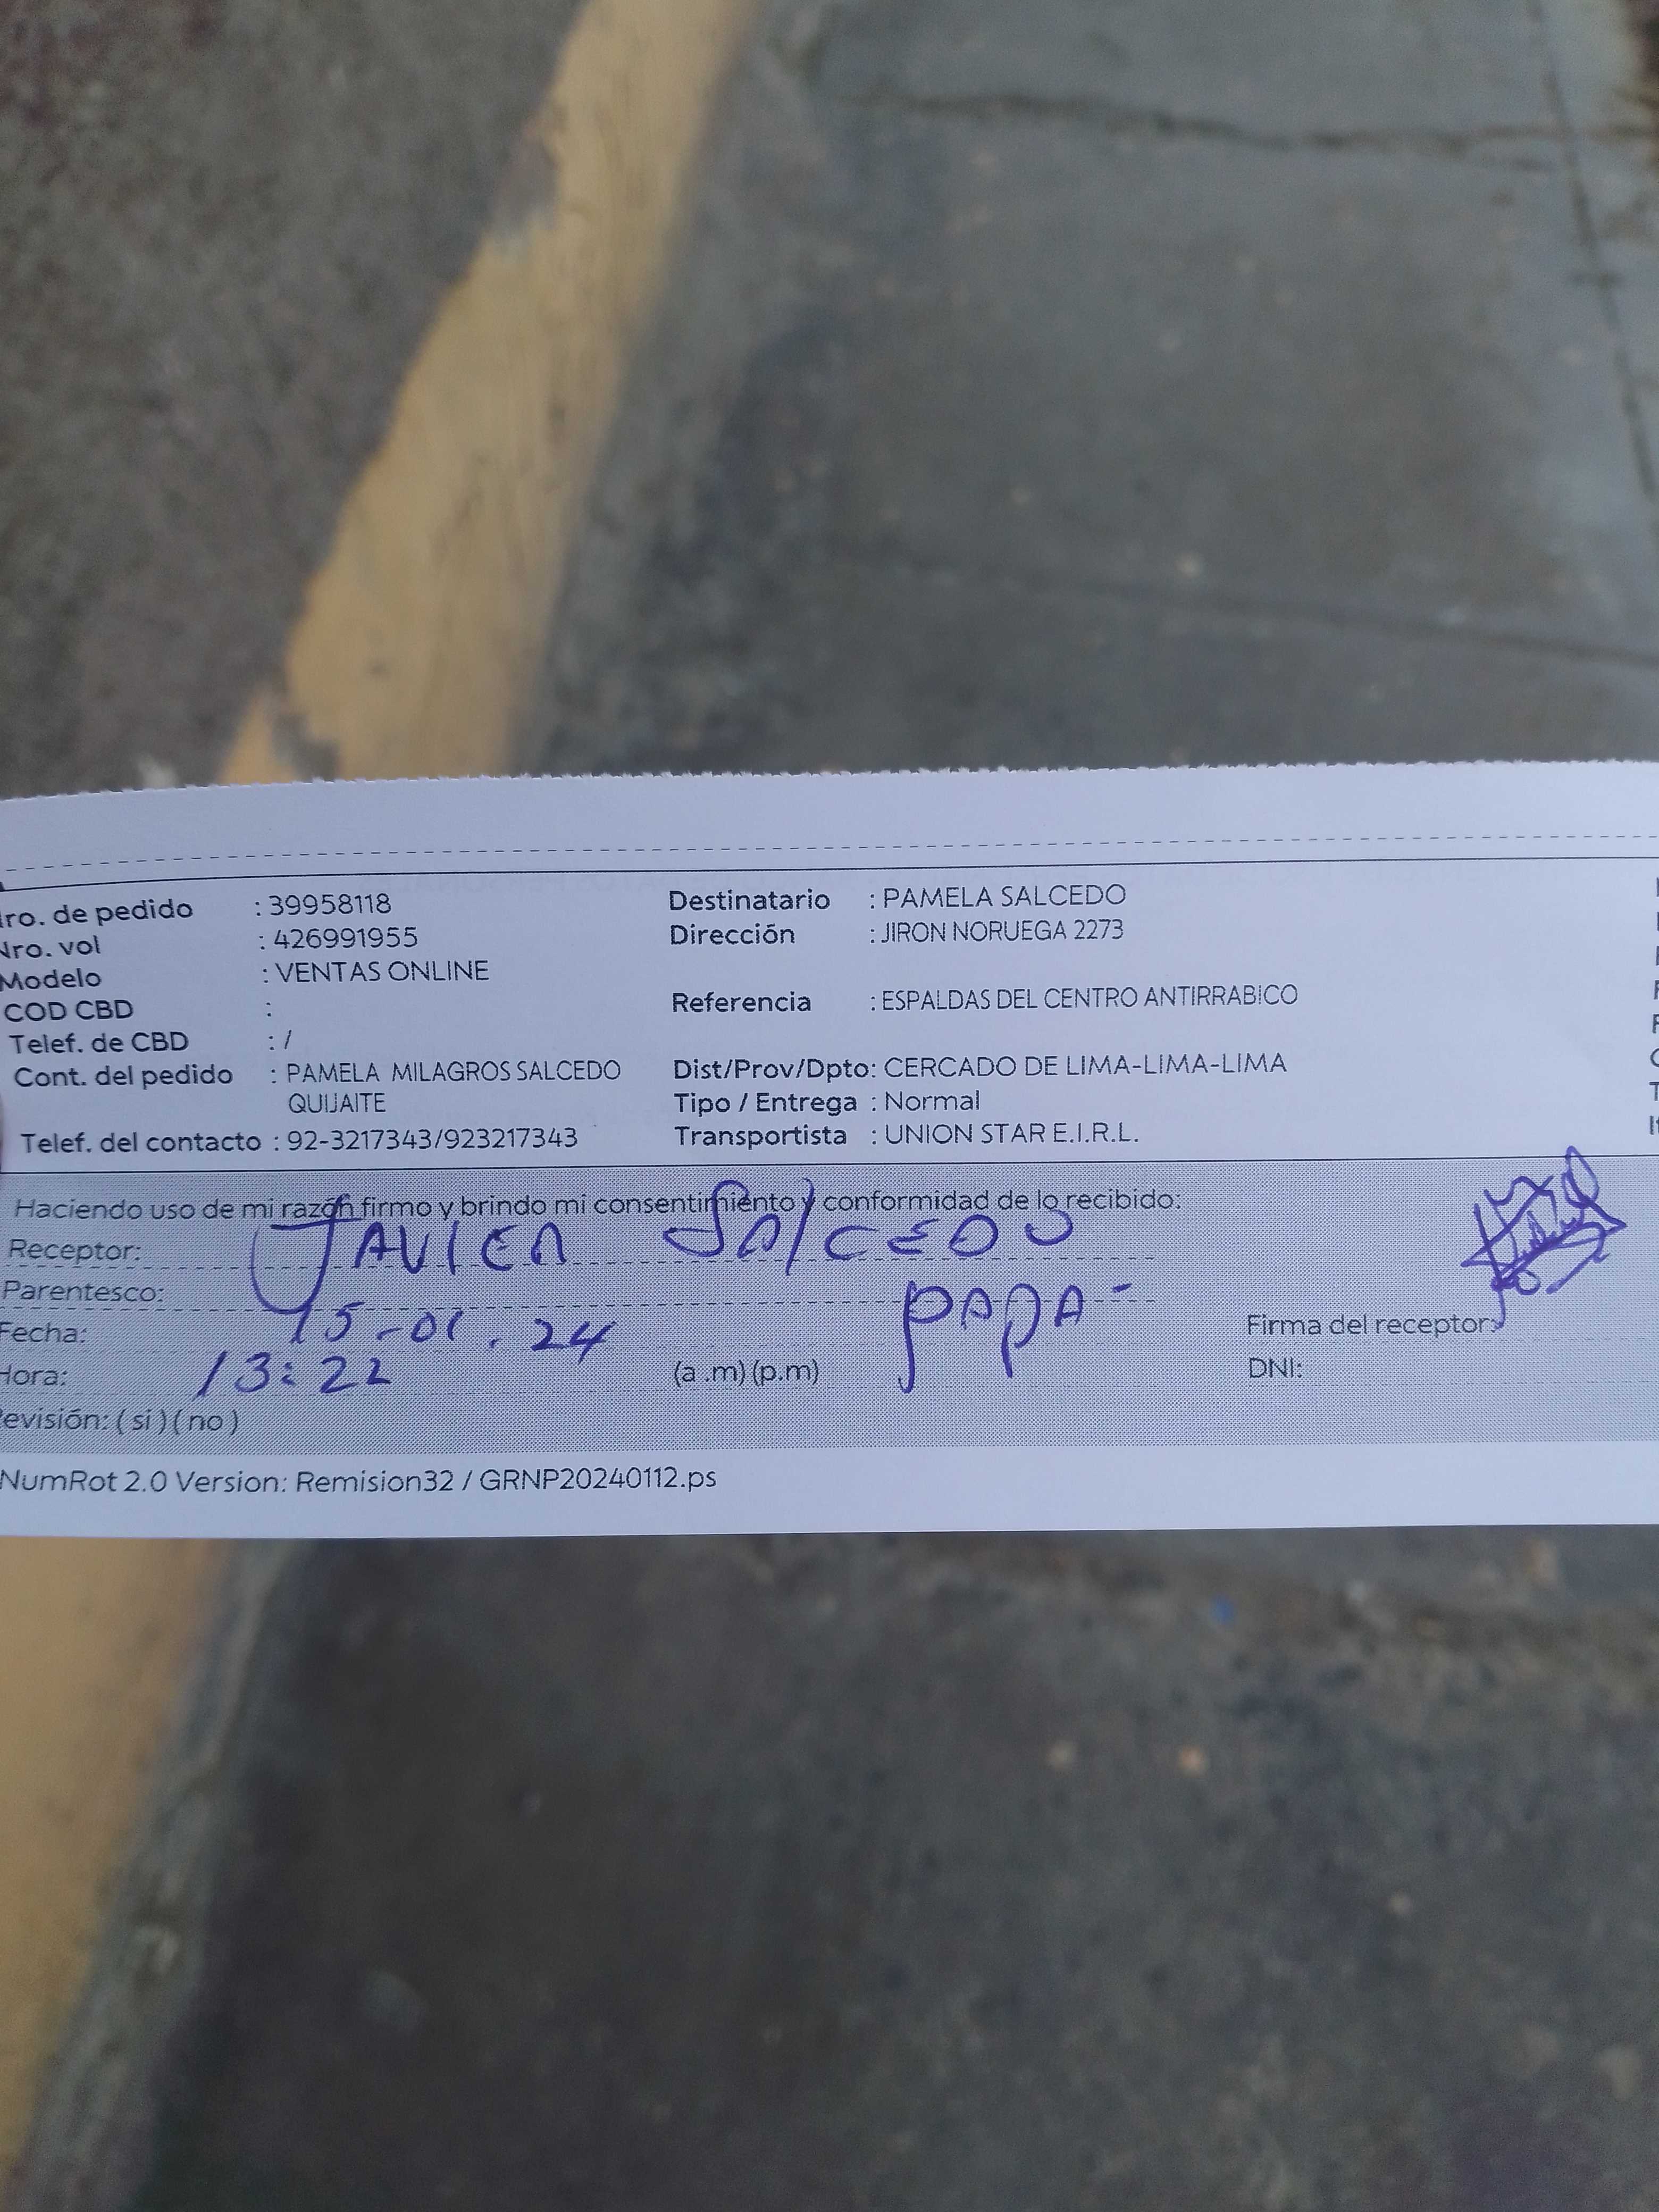 Nro. de pedido : 39958118
Nro. vol : 426991955
Modelo : VENTAS ONLINE
COD CBD :
Telef. de CBD : /
Cont. del pedido : PAMELA MILAGROS SALCEDO
QUIJAITE
Telef. del contacto : 92-3217343/923217343
Destinatario : PAMELA SALCEDO
Dirección : JIRON NORUEGA 2273
Referencia : ESPALDAS DEL CENTRO ANTIRRABICO
Dist/Prov/Dpto: CERCADO DE LIMA-LIMA-LIMA
Tipo / Entrega : Normal
Transportista : UNION STAR E.I.R.L.
Haciendo uso de mi razón firmo y brindo mi consentimiento y conformidad de lo recibido:
Receptor: JAVIER SALCEDO
Parentesco: PAPA
Fecha: 15-01.24
Firma del receptor:
Hora: 13:22 (a .m) (p.m)
DNI:
Revisión: ( si ) ( no )
NumRot 2.0 Version: Remision32 / GRNP20240112.ps